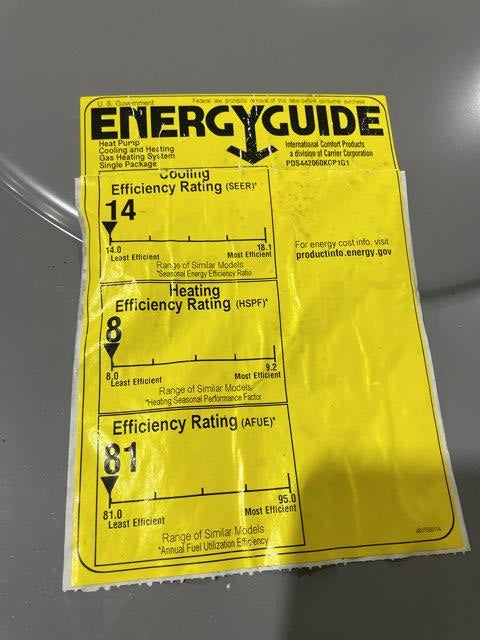 U.S. Government
Federal law prohibits removal of this label before consumer purchase.
ENERGYGUIDE
Heat Pump
Cooling and Heating
Gas Heating System
Single Package
International Comfort Products
a division of Carrier Corporation
PDS442060KGP1G1
Cooling
Efficiency Rating (SEER)*
14
14.0
18.1
Least Efficient
Most Efficient
Range of Similar Models
*Seasonal Energy Efficiency Ratio
For energy cost info, visit
productinfo.energy.gov
Heating
Efficiency Rating (HSPF)*
8
8.0
9.2
Least Efficient
Most Efficient
Range of Similar Models
*Heating Seasonal Performance Factor
Efficiency Rating (AFUE)*
81
81.0
95.0
Least Efficient
Most Efficient
Range of Similar Models
*Annual Fuel Utilization Efficiency